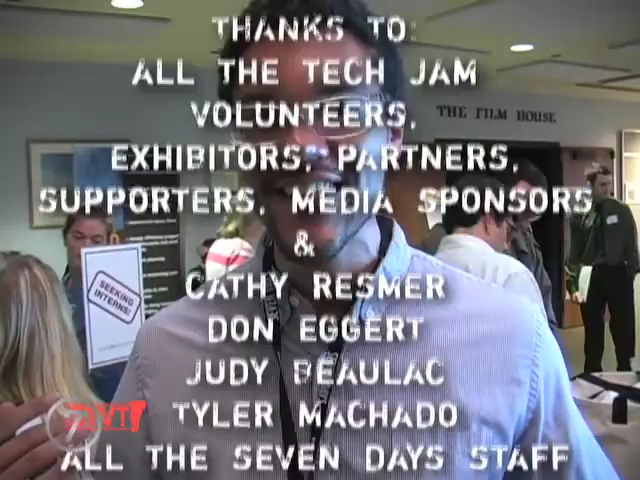 THANKS TO:
ALL THE TECH JAM
VOLUNTEERS,
THE FILM HOUSE
EXHIBITORS, PARTNERS,
SUPPORTERS, MEDIA SPONSORS
&
CATHY RESMER
SEEKING
INTERNS!
DON EGGERT
JUDY BEAULAC
TYLER MACHADO
ALL THE SEVEN DAYS STAFF